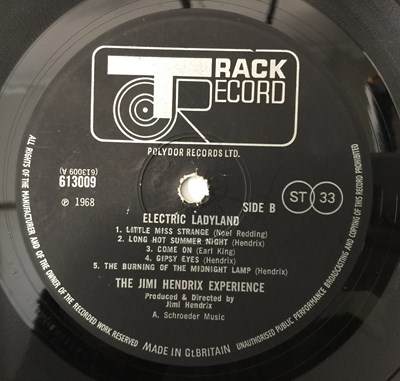 TRACK
RECORD
POLYDOR RECORDS LTD.
(613009 A)
613009
℗ 1968
SIDE B
ST 33
ELECTRIC LADYLAND
1. LITTLE MISS STRANGE (Noel Redding)
2. LONG HOT SUMMER NIGHT (Hendrix)
3. COME ON (Earl King)
4. GIPSY EYES (Hendrix)
5. THE BURNING OF THE MIDNIGHT LAMP (Hendrix)
THE JIMI HENDRIX EXPERIENCE
Produced & Directed by
Jimi Hendrix
A. Schroeder Music
ALL RIGHTS OF THE MANUFACTURER AND OF THE OWNER OF THE RECORDED WORK RESERVED
UNAUTHORISED PUBLIC PERFORMANCE BROADCASTING AND COPYING OF THIS RECORD PROHIBITED
MADE IN Gt.BRITAIN